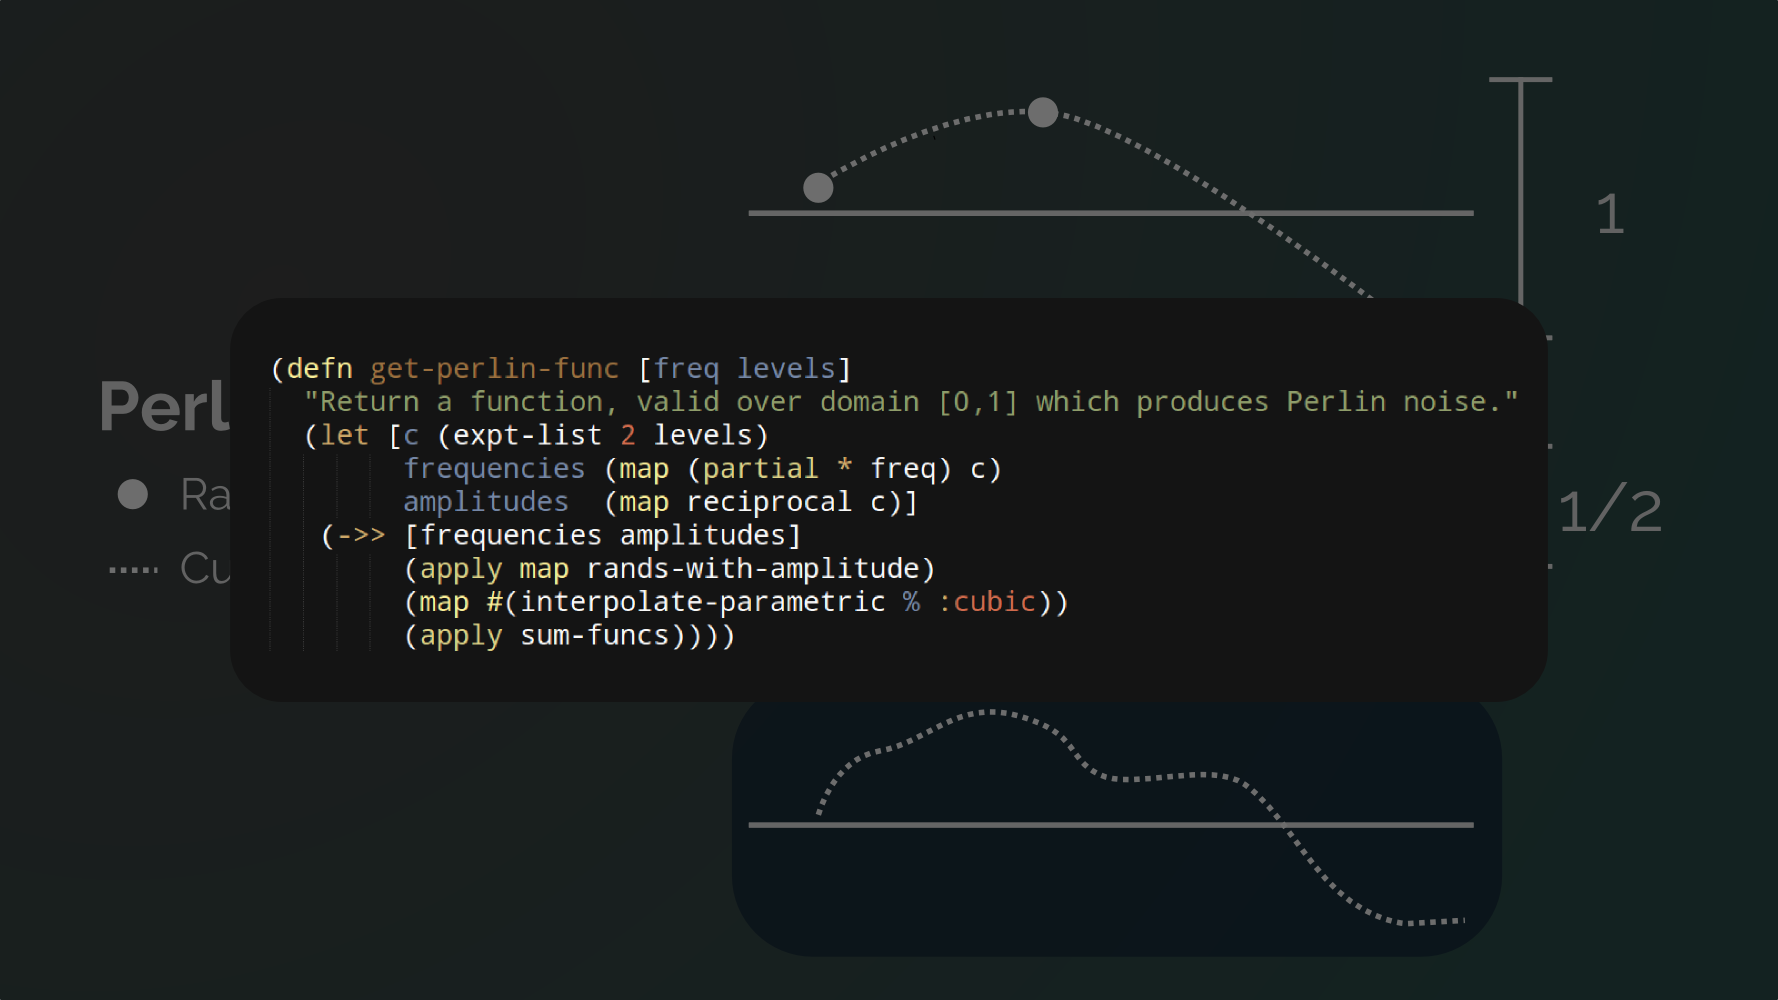 1
(defn get-perlin-func [freq levels]
"Return a function, valid over domain [0,1] which produces Perlin noise."
(let [c (expt-list 2 levels)
frequencies (map (partial * freq) c)
amplitudes (map reciprocal c)]
(->> [frequencies amplitudes]
(apply map rands-with-amplitude)
(map #(interpolate-parametric % :cubic))
(apply sum-funcs))))
Perl
Ra
Cu
1/2